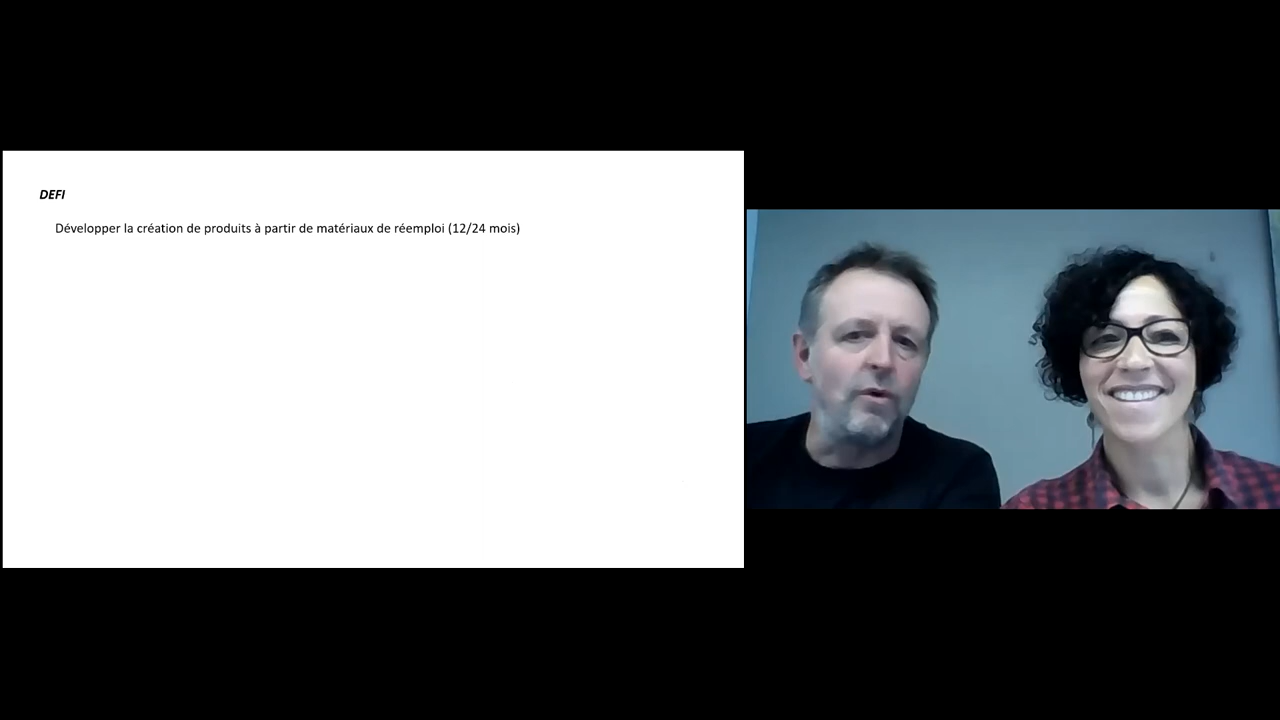 DEFI
Développer la création de produits à partir de matériaux de réemploi (12/24 mois)